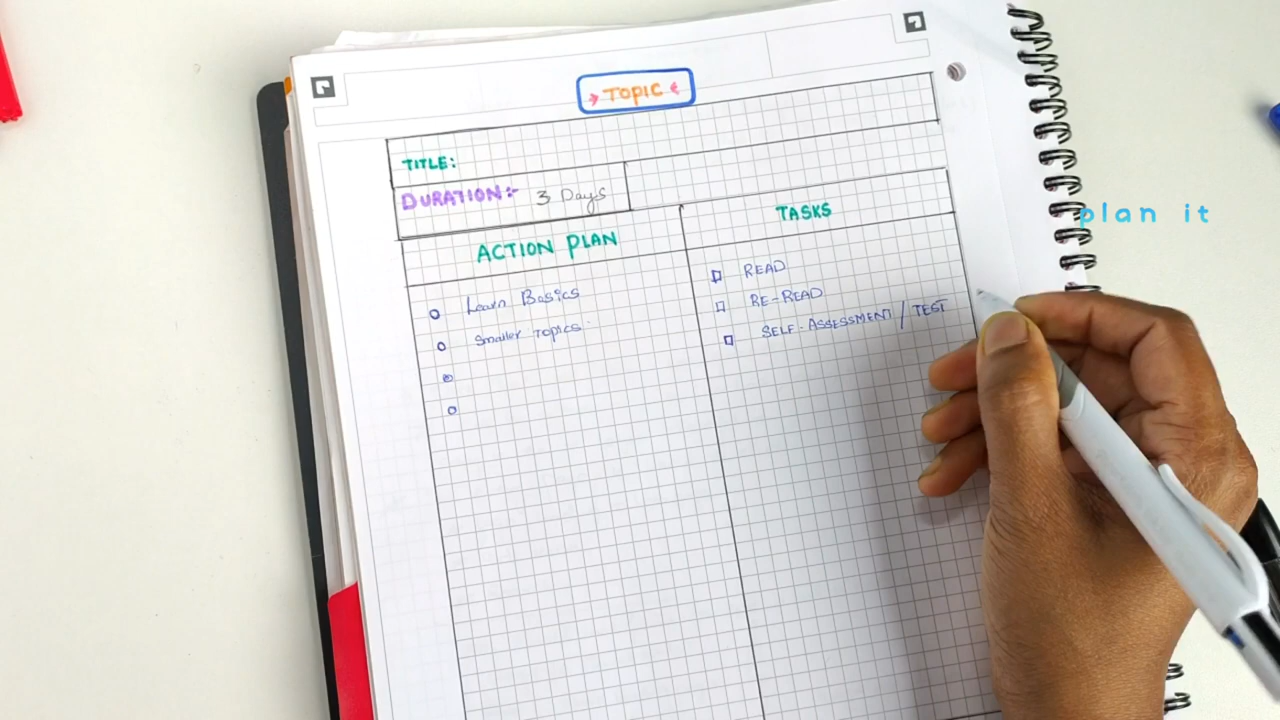 TOPIC
TITLE:
DURATION:- 3 Days
ACTION PLAN
Learn Basics
Smaller Topics
TASKS
READ
RE-READ
SELF-ASSESSMENT / TEST
plan it